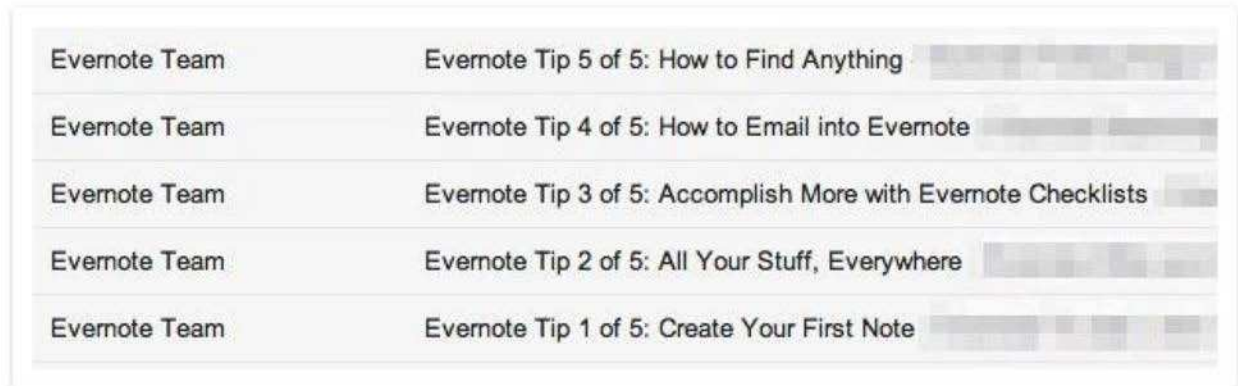 Evernote Team Evernote Tip 5 of 5: How to Find Anything
Evernote Team Evernote Tip 4 of 5: How to Email into Evernote
Evernote Team Evernote Tip 3 of 5: Accomplish More with Evernote Checklists
Evernote Team Evernote Tip 2 of 5: All Your Stuff, Everywhere
Evernote Team Evernote Tip 1 of 5: Create Your First Note